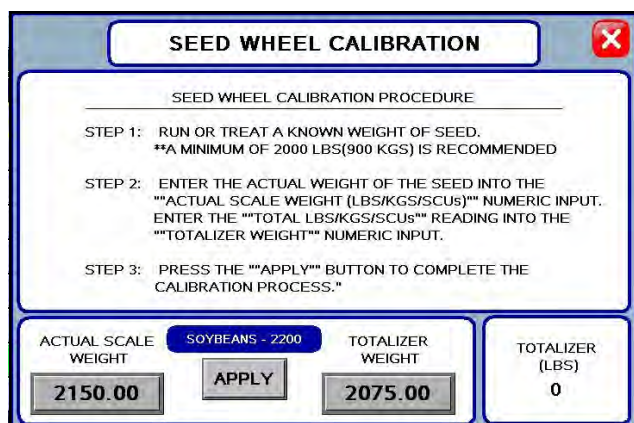 SEED WHEEL CALIBRATION
SEED WHEEL CALIBRATION PROCEDURE
STEP 1: RUN OR TREAT A KNOWN WEIGHT OF SEED.
**A MINIMUM OF 2000 LBS(900 KGS) IS RECOMMENDED
STEP 2: ENTER THE ACTUAL WEIGHT OF THE SEED INTO THE
""ACTUAL SCALE WEIGHT (LBS/KGS/SCUs)"" NUMERIC INPUT.
ENTER THE ""TOTAL LBS/KGS/SCUs"" READING INTO THE
""TOTALIZER WEIGHT"" NUMERIC INPUT.
STEP 3: PRESS THE ""APPLY"" BUTTON TO COMPLETE THE
CALIBRATION PROCESS."
ACTUAL SCALE
WEIGHT
2150.00
SOYBEANS - 2200
APPLY
TOTALIZER
WEIGHT
2075.00
TOTALIZER
(LBS)
0